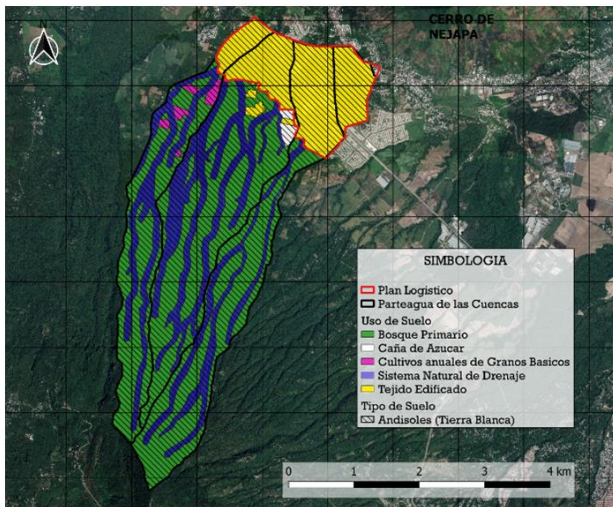 CERRO DE
NEJAPA
N
SIMBOLOGIA
Plan Logístico
Parteagua de las Cuencas
Uso de Suelo
Bosque Primario
Caña de Azucar
Cultivos anuales de Granos Basicos
Sistema Natural de Drenaje
Tejido Edificado
Tipo de Suelo
Andisoles (Tierra Blanca)
0 1 2 3 4 km